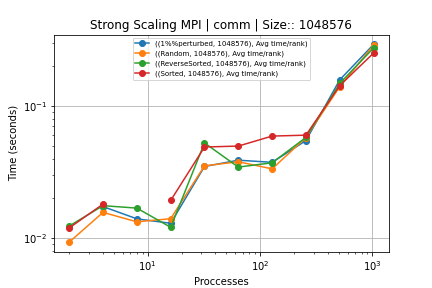 Strong Scaling MPI | comm | Size:: 1048576
((1%%perturbed, 1048576), Avg time/rank)
((Random, 1048576), Avg time/rank)
((ReverseSorted, 1048576), Avg time/rank)
((Sorted, 1048576), Avg time/rank)
Time (seconds)
10⁻¹
10⁻²
10¹ 10² 10³
Proccesses